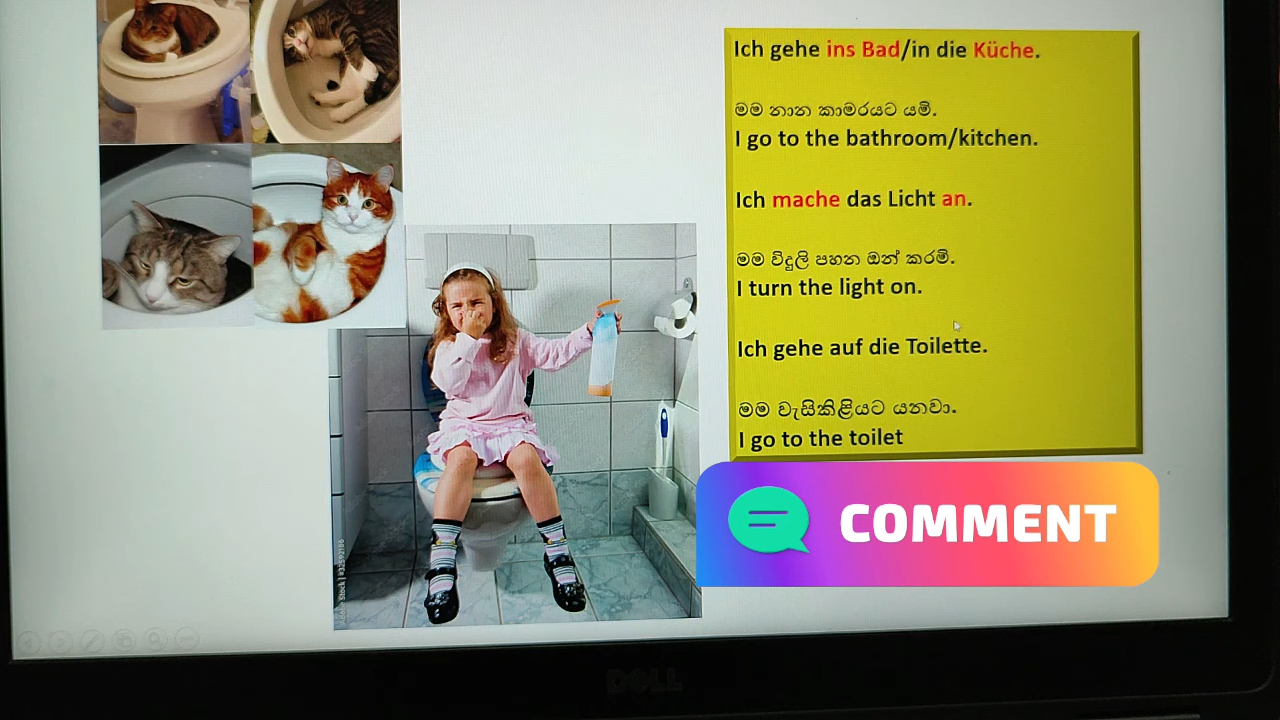 Ich gehe ins Bad/in die Küche.
මම නාන කාමරයට යමි.
I go to the bathroom/kitchen.
Ich mache das Licht an.
මම විදුලි පහන ඔන් කරමි.
I turn the light on.
Ich gehe auf die Toilette.
මම වැසිකිළියට යනවා.
I go to the toilet
COMMENT
DELL